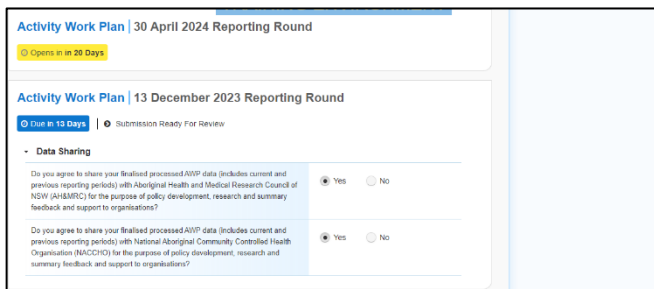 Activity Work Plan | 30 April 2024 Reporting Round
Opens in in 20 Days
Activity Work Plan | 13 December 2023 Reporting Round
Due in 13 Days | Submission Ready For Review
Data Sharing
Do you agree to share your finalised processed AWP data (includes current and
previous reporting periods) with Aboriginal Health and Medical Research Council of
NSW (AH&MRC) for the purpose of policy development, research and summary
feedback and support to organisations?
Yes No
Do you agree to share your finalised processed AWP data (includes current and
previous reporting periods) with National Aboriginal Community Controlled Health
Organisation (NACCHO) for the purpose of policy development, research and
summary feedback and support to organisations?
Yes No